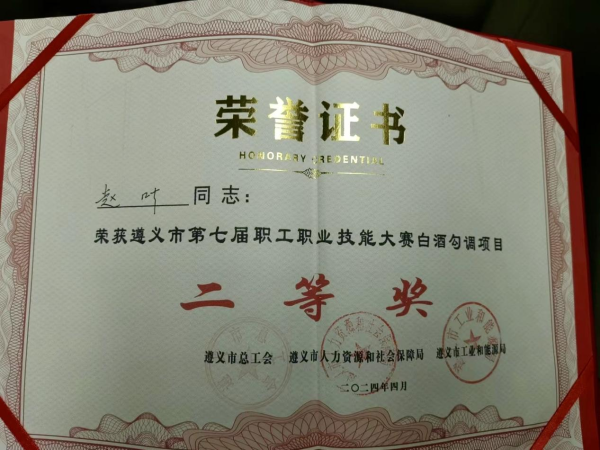 荣誉证书
HONORARY CREDENTIAL
赵叶 同志：
荣获遵义市第七届职工职业技能大赛白酒勾调项目
二等奖
遵义市总工会 遵义市人力资源和社会保障局 遵义市工业和能源局
二〇二四年四月